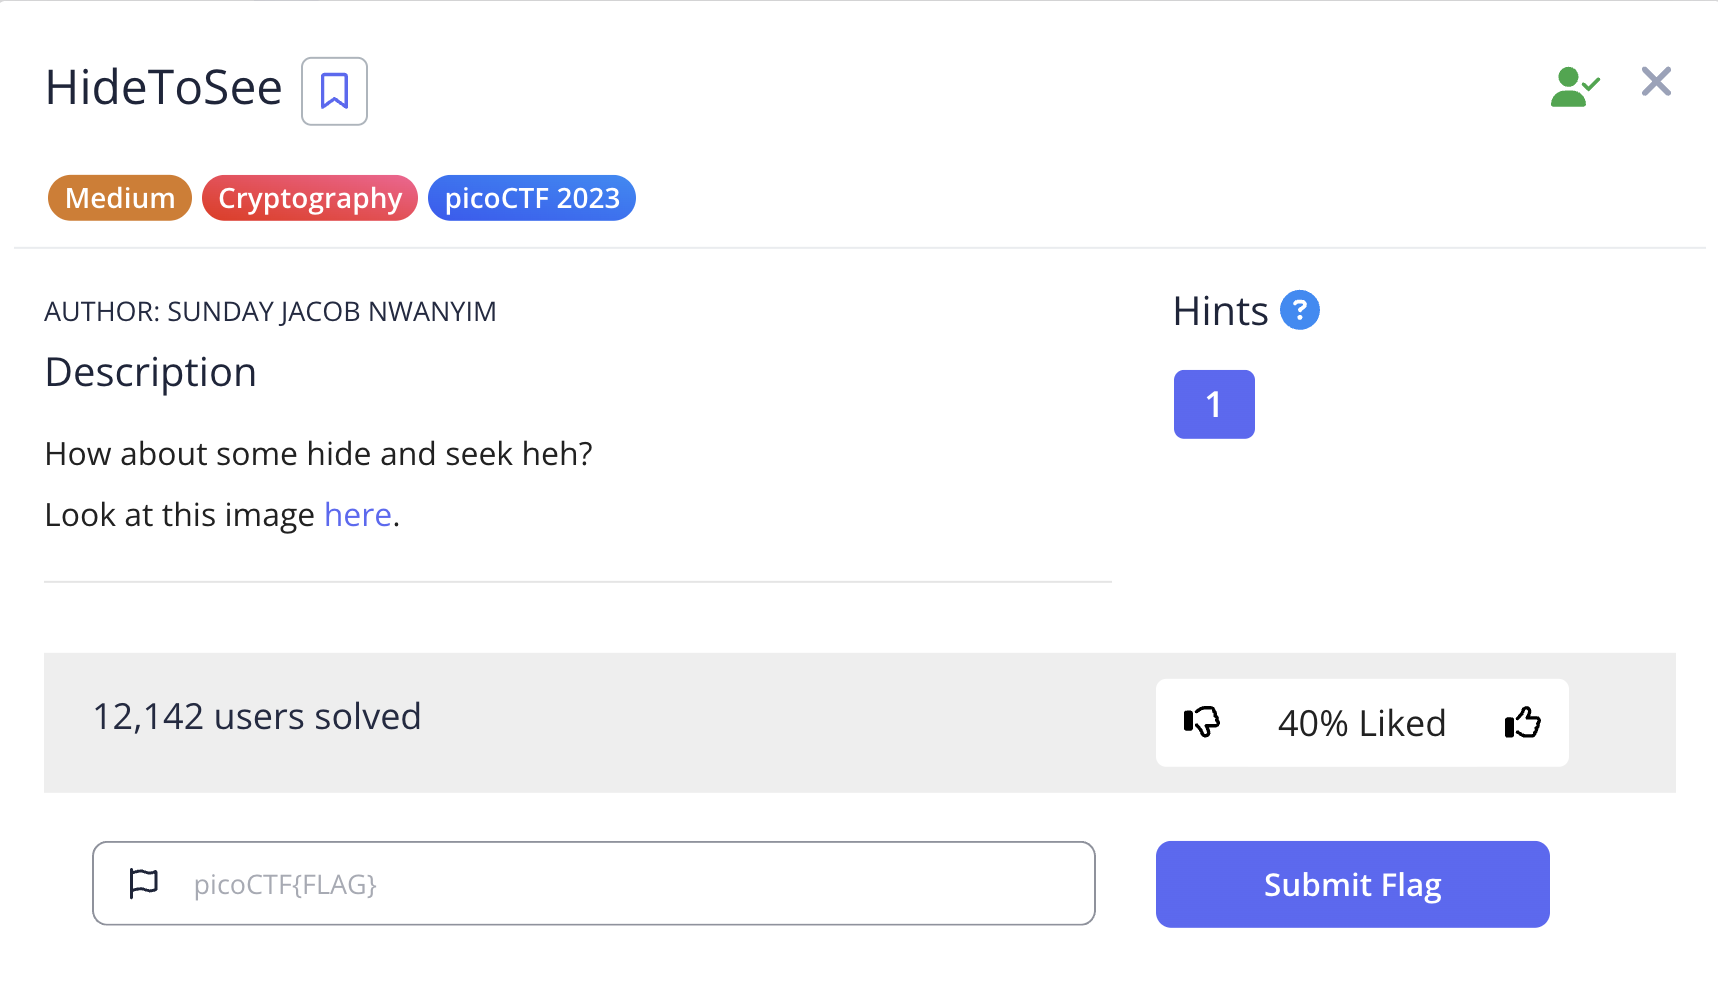 HideToSee
Medium Cryptography picoCTF 2023
AUTHOR: SUNDAY JACOB NWANYIM
Description
How about some hide and seek heh?
Look at this image here.
Hints ?
1
12,142 users solved
40% Liked
picoCTF{FLAG}
Submit Flag